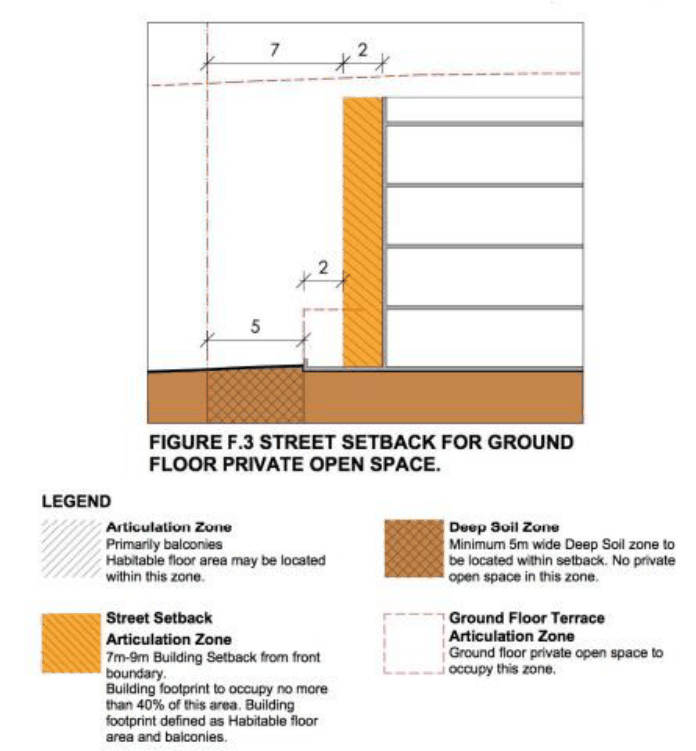 7 2
2
5
FIGURE F.3 STREET SETBACK FOR GROUND
FLOOR PRIVATE OPEN SPACE.
LEGEND
Articulation Zone
Primarily balconies
Habitable floor area may be located
within this zone.
Deep Soil Zone
Minimum 5m wide Deep Soil zone to
be located within setback. No private
open space in this zone.
Street Setback
Articulation Zone
7m-9m Building Setback from front
boundary.
Building footprint to occupy no more
than 40% of this area. Building
footprint defined as Habitable floor
area and balconies.
Ground Floor Terrace
Articulation Zone
Ground floor private open space to
occupy this zone.